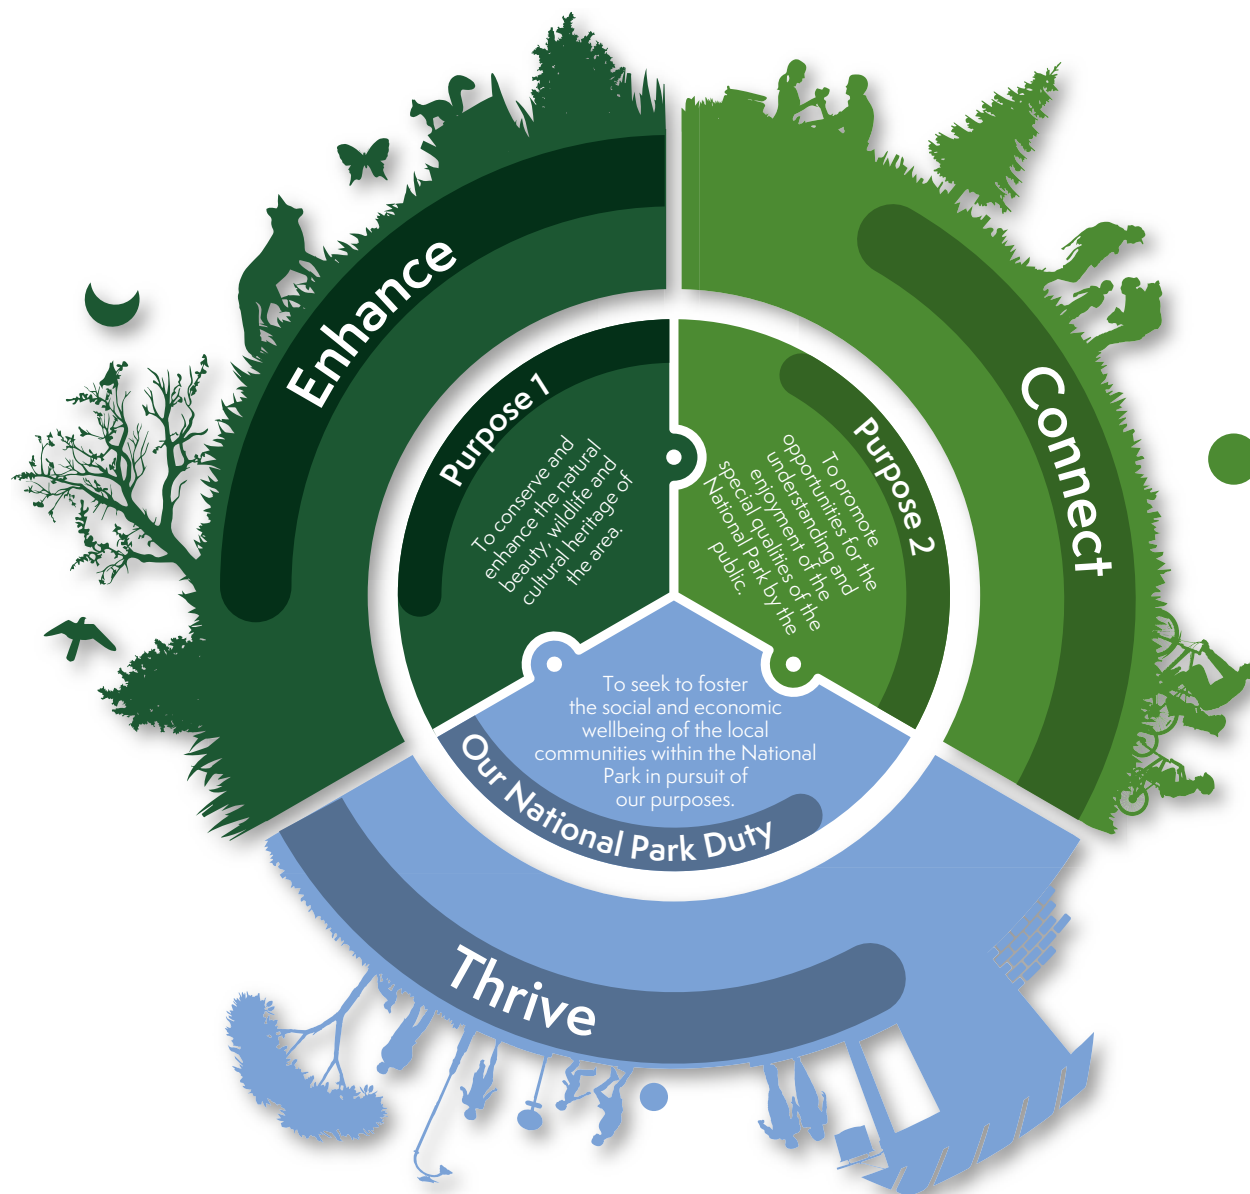 Enhance
Purpose 1
To conserve and
enhance the natural
beauty, wildlife and
cultural heritage of
the area.
Connect
Purpose 2
To promote
opportunities for the
understanding and
enjoyment of the
special qualities of the
National Park by the
public.
To seek to foster
the social and economic
wellbeing of the local
communities within the National
Park in pursuit of
our purposes.
Our National Park Duty
Thrive